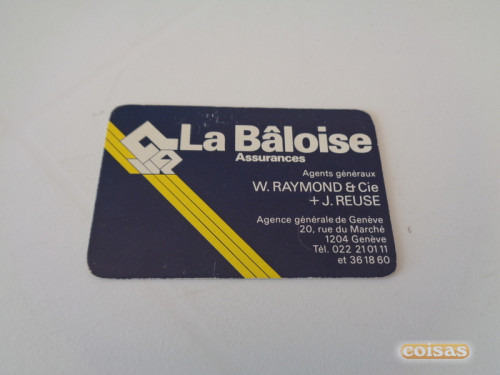 La Bâloise
Assurances
Agents généraux
W. RAYMOND & Cie
+ J. REUSE
Agence générale de Genève
20, rue du Marché
1204 Genève
Tél. 022 21 01 11
et 36 18 60
coisas